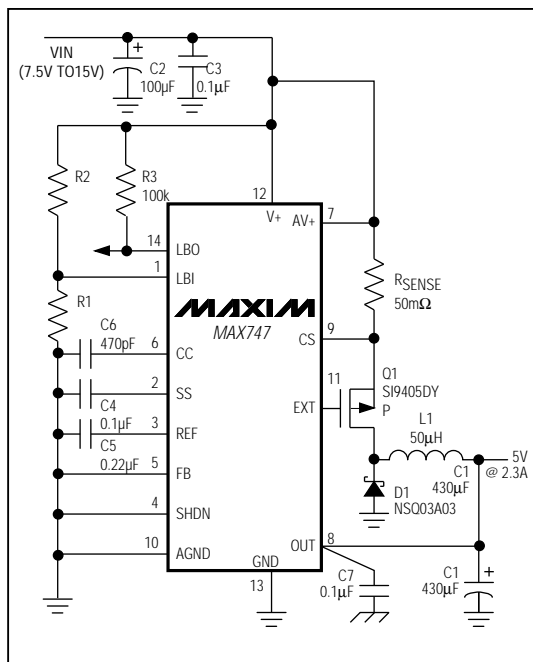 VIN
(7.5V TO15V)
+
C2
100µF
C3
0.1µF
R2
R3
100k
12
V+
AV+
7
14
LBO
1
LBI
RSENSE
50mΩ
R1
MAXIM
MAX747
CS
9
C6
470pF
6
CC
Q1
SI9405DY
P
11
EXT
2
SS
C4
0.1µF
3
REF
L1
50µH
C5
0.22µF
5
FB
C1
430µF
5V
@ 2.3A
D1
NSQ03A03
4
SHDN
OUT
8
10
AGND
GND
13
C7
0.1µF
C1
430µF
+